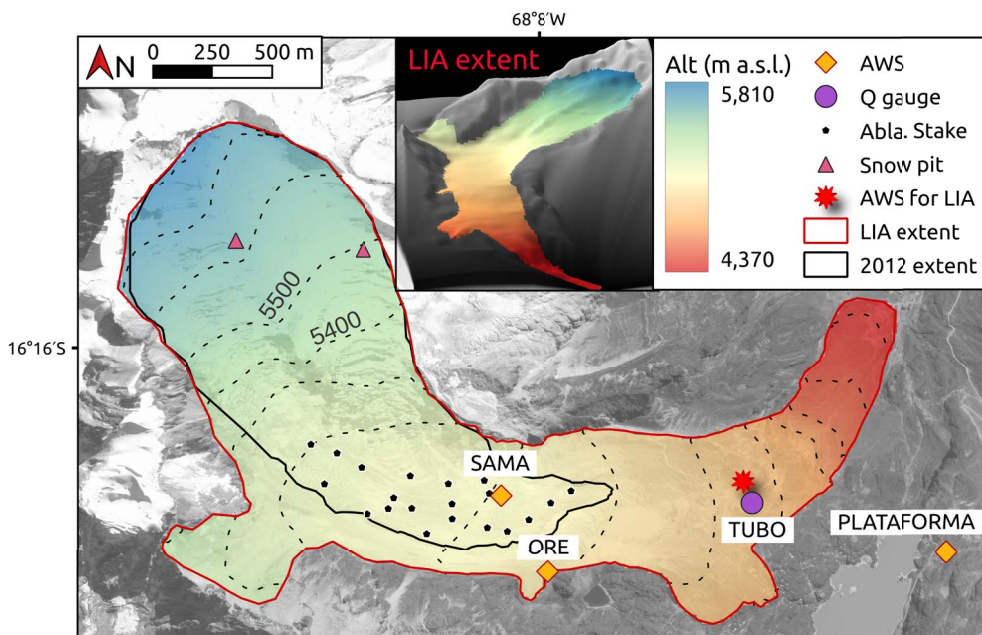 68°8′W
N
0 250 500 m
LIA extent
Alt (m a.s.l.)
5,810
4,370
AWS
Q gauge
Abla. Stake
Snow pit
AWS for LIA
LIA extent
2012 extent
5500
5400
16°16′S
SAMA
ORE
TUBO
PLATAFORMA